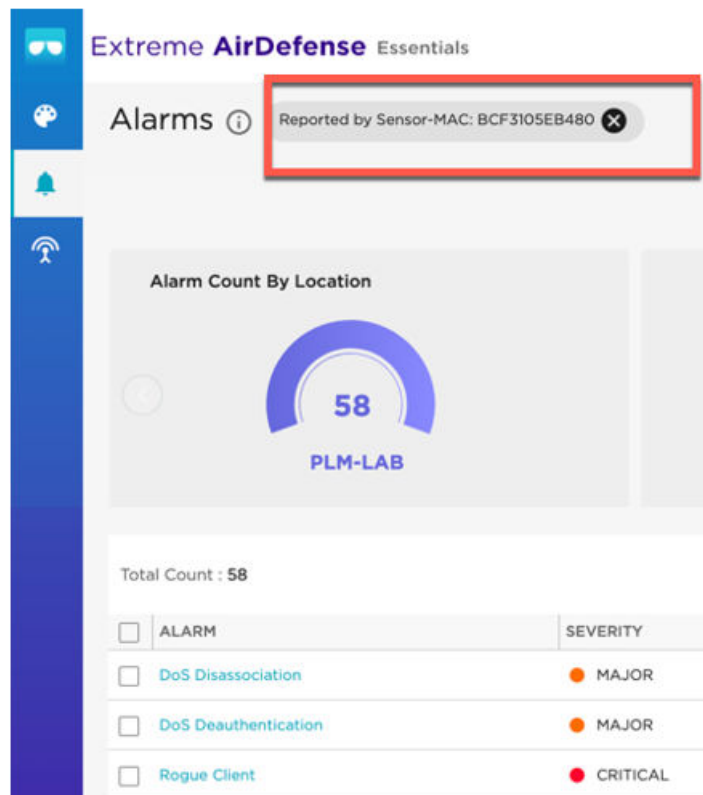 Extreme AirDefense Essentials
Alarms
Reported by Sensor-MAC: BCF3105EB480
Alarm Count By Location
58
PLM-LAB
Total Count : 58
ALARM SEVERITY
DoS Disassociation MAJOR
DoS Deauthentication MAJOR
Rogue Client CRITICAL